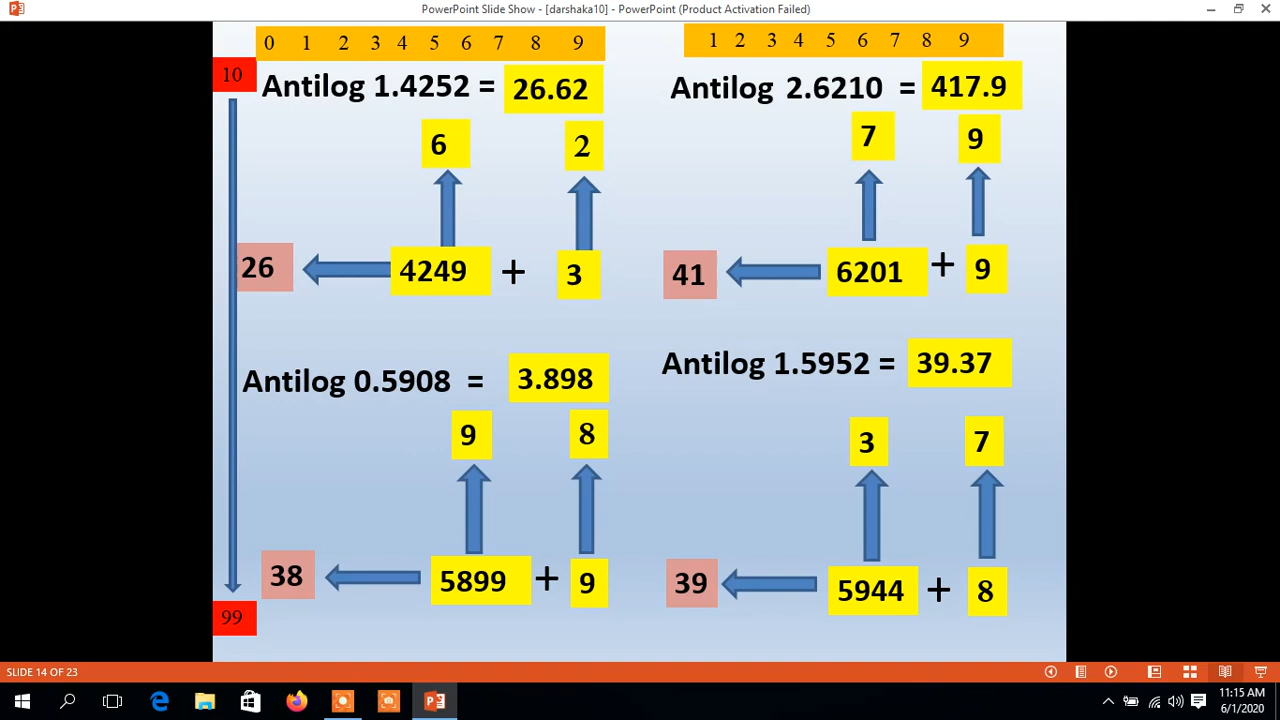 PowerPoint Slide Show - [darshaka10] - PowerPoint (Product Activation Failed)
0 1 2 3 4 5 6 7 8 9
1 2 3 4 5 6 7 8 9
10
Antilog 1.4252 = 26.62
6 2
26 4249 + 3
Antilog 2.6210 = 417.9
7 9
41 6201 + 9
Antilog 0.5908 = 3.898
9 8
38 5899 + 9
99
Antilog 1.5952 = 39.37
3 7
39 5944 + 8
SLIDE 14 OF 23
11:15 AM
6/1/2020